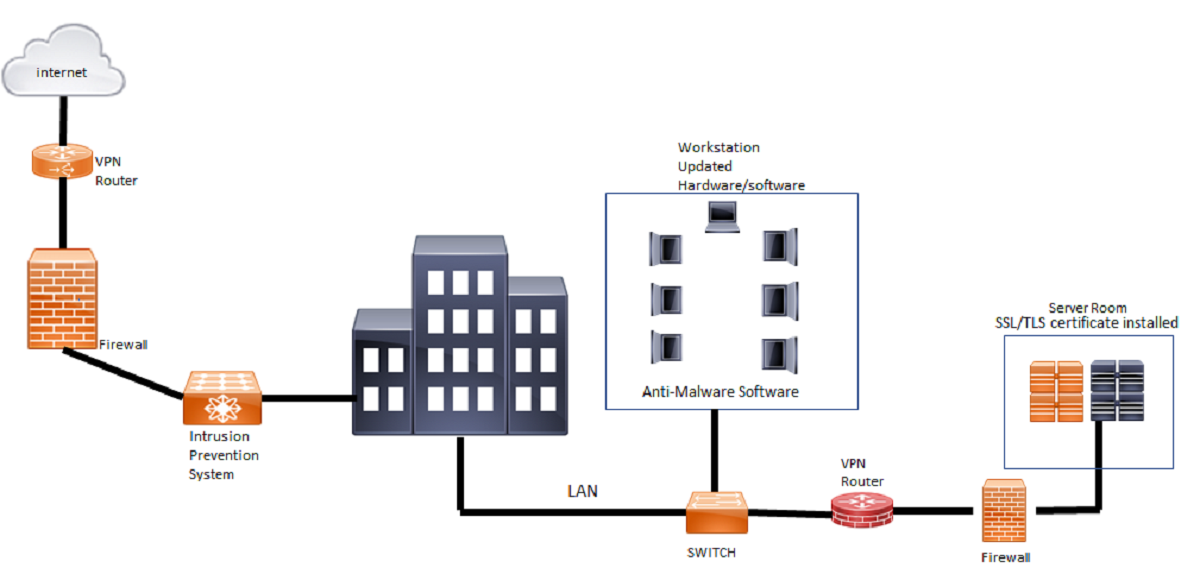 internet
VPN
Router
Firewall
Intrusion
Prevention
System
Workstation
Updated
Hardware/software
Anti-Malware Software
LAN
SWITCH
VPN
Router
Server Room
SSL/TLS certificate installed
Firewall